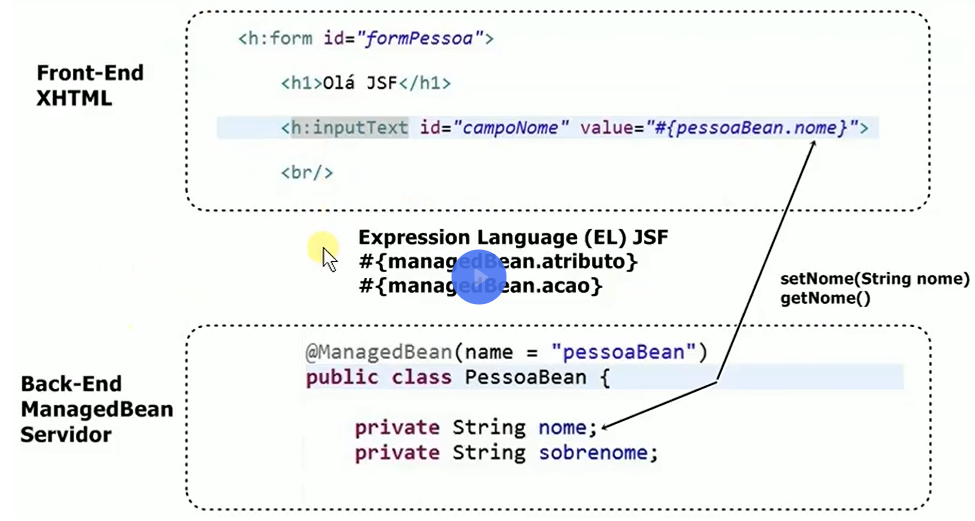 Front-End
XHTML
<h:form id="formPessoa">
<h1>Olá JSF</h1>
<h:inputText id="campoNome" value="#{pessoaBean.nome}">
<br/>
Expression Language (EL) JSF
#{managedBean.atributo}
#{managedBean.acao}
setNome(String nome)
getNome()
Back-End
ManagedBean
Servidor
@ManagedBean(name = "pessoaBean")
public class PessoaBean {
private String nome;
private String sobrenome;